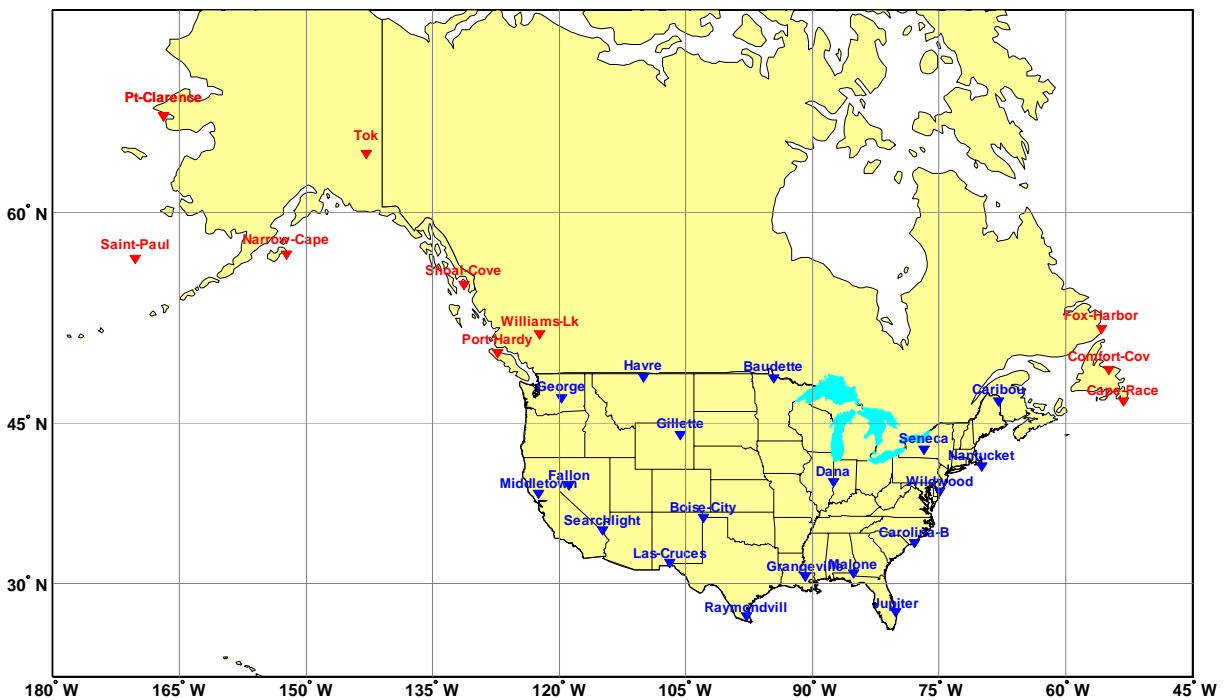 Pt-Clarence
Tok
60° N
Saint-Paul
Narrow-Cape
Shoal-Cove
Williams-Lk
Fox-Harbor
Port-Hardy
Comfort-Cov
Havre
Baudette
George
Caribou
Cape-Race
45° N
Gillette
Seneca
Nantucket
Dana
Fallon
Middletown
Wildwood
Boise-City
Searchlight
Carolina-B
Las-Cruces
Grangeville
Malone
30° N
Raymondvill
Jupiter
180° W
165° W
150° W
135° W
120° W
105° W
90° W
75° W
60° W
45° W